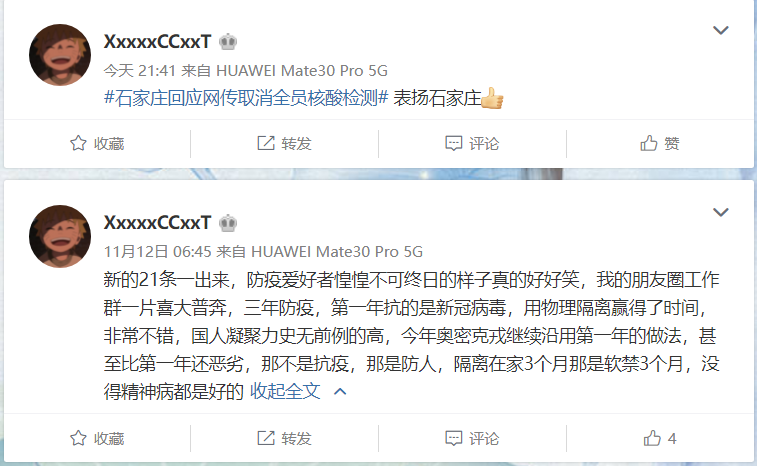 XxxxxCCxxT
今天 21:41 来自 HUAWEI Mate30 Pro 5G
#石家庄回应网传取消全员核酸检测# 表扬石家庄
收藏 转发 评论 赞
XxxxxCCxxT
11月12日 06:45 来自 HUAWEI Mate30 Pro 5G
新的21条一出来，防疫爱好者惶惶不可终日的样子真的好好笑，我的朋友圈工作
群一片喜大普奔，三年防疫，第一年抗的是新冠病毒，用物理隔离赢得了时间，
非常不错，国人凝聚力史无前例的高，今年奥密克戎继续沿用第一年的做法，甚
至比第一年还恶劣，那不是抗疫，那是防人，隔离在家3个月那是软禁3个月，没
得精神病都是好的 收起全文
收藏 转发 评论 4